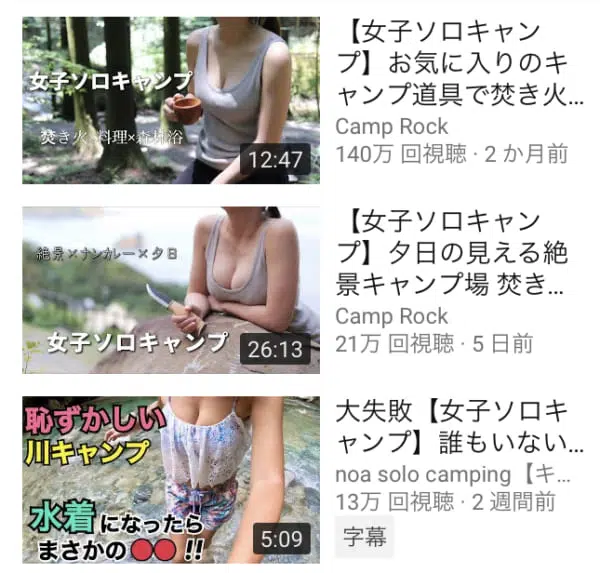 女子ソロキャンプ
焚き火×料理×森林浴
12:47
【女子ソロキャン
プ】お気に入りのキ
ャンプ道具で焚き火...
Camp Rock
140万 回視聴 · 2 か月前
絶景×ナンカレー×夕日
女子ソロキャンプ
26:13
【女子ソロキャン
プ】夕日の見える絶
景キャンプ場 焚き...
Camp Rock
21万 回視聴 · 5 日前
恥ずかしい
川キャンプ
水着になったら
まさかの⭕⭕!!
5:09
大失敗【女子ソロキ
ャンプ】誰もいない...
noa solo camping【キ...
13万 回視聴 · 2 週間前
字幕